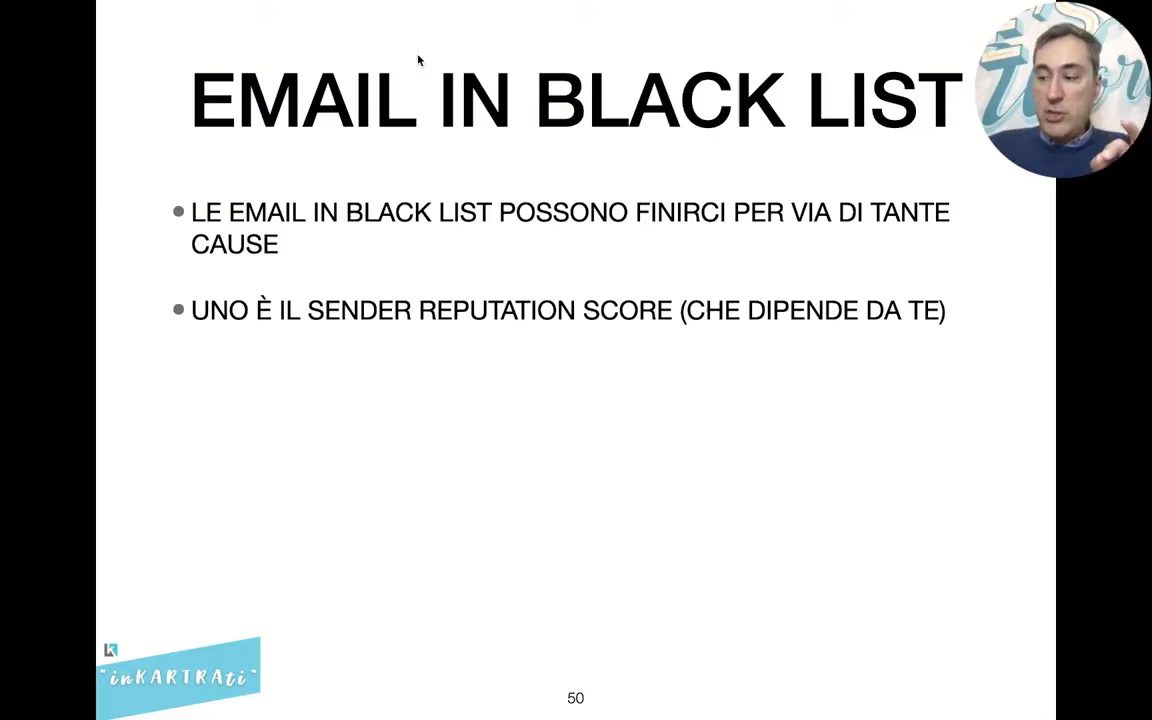 EMAIL IN BLACK LIST
LE EMAIL IN BLACK LIST POSSONO FINIRCI PER VIA DI TANTE
CAUSE
UNO È IL SENDER REPUTATION SCORE (CHE DIPENDE DA TE)
"inKARTRAti"
50